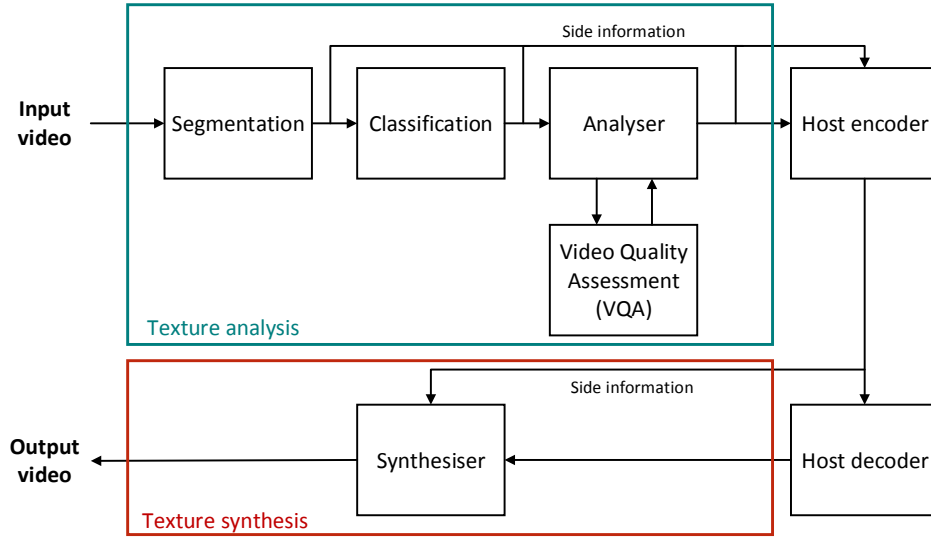 Side information
Input
video
Segmentation
Classification
Analyser
Host encoder
Video Quality
Assessment
(VQA)
Texture analysis
Side information
Output
video
Synthesiser
Host decoder
Texture synthesis